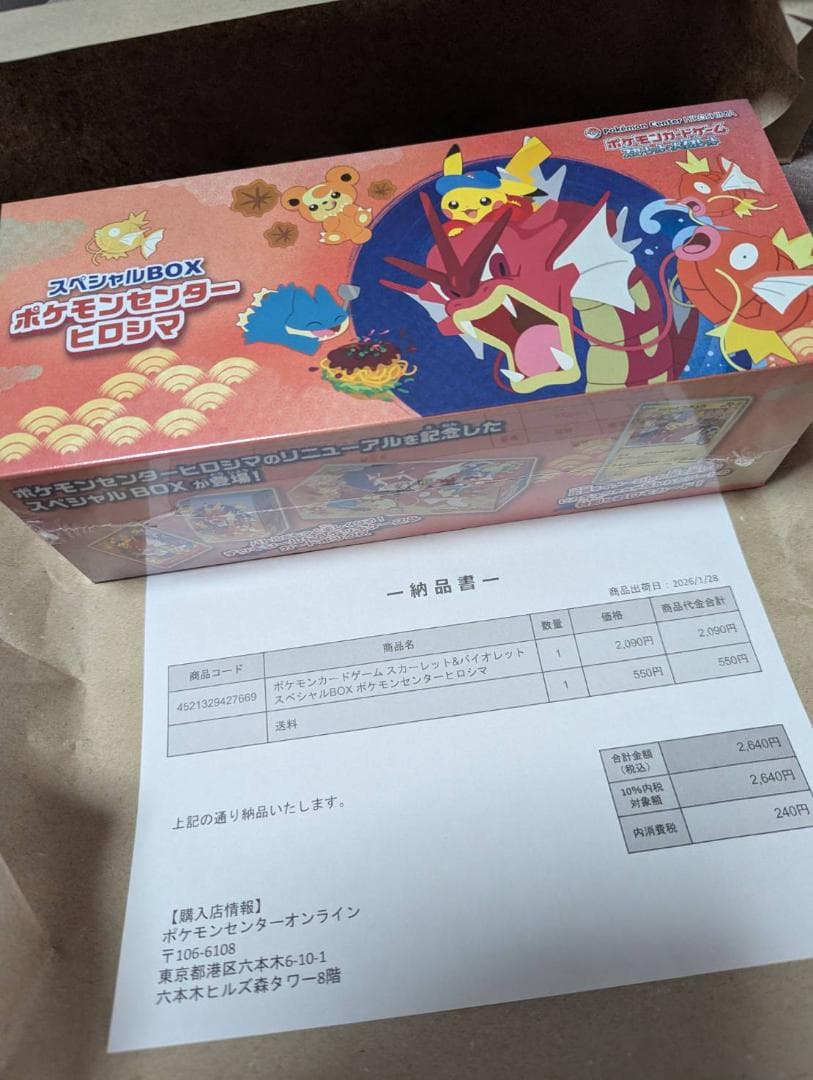 Pokémon Center HIROSHIMA
ポケモンカードゲーム
スカーレット&バイオレット
スペシャルBOX
ポケモンセンター
ヒロシマ
ポケモンセンターヒロシマのリニューアルを記念した
スペシャルBOXが登場!
ー納品書ー
商品出荷日：2026/1/28
商品コード 商品名 数量 価格 商品代金合計
4521329427669 ポケモンカードゲーム スカーレット&バイオレット
スペシャルBOX ポケモンセンターヒロシマ 1 2,090円 2,090円
送料 1 550円 550円
合計金額
(税込) 2,640円
10%内税
対象額 2,640円
内消費税 240円
上記の通り納品いたします。
【購入店情報】
ポケモンセンターオンライン
〒106-6108
東京都港区六本木6-10-1
六本木ヒルズ森タワー8階